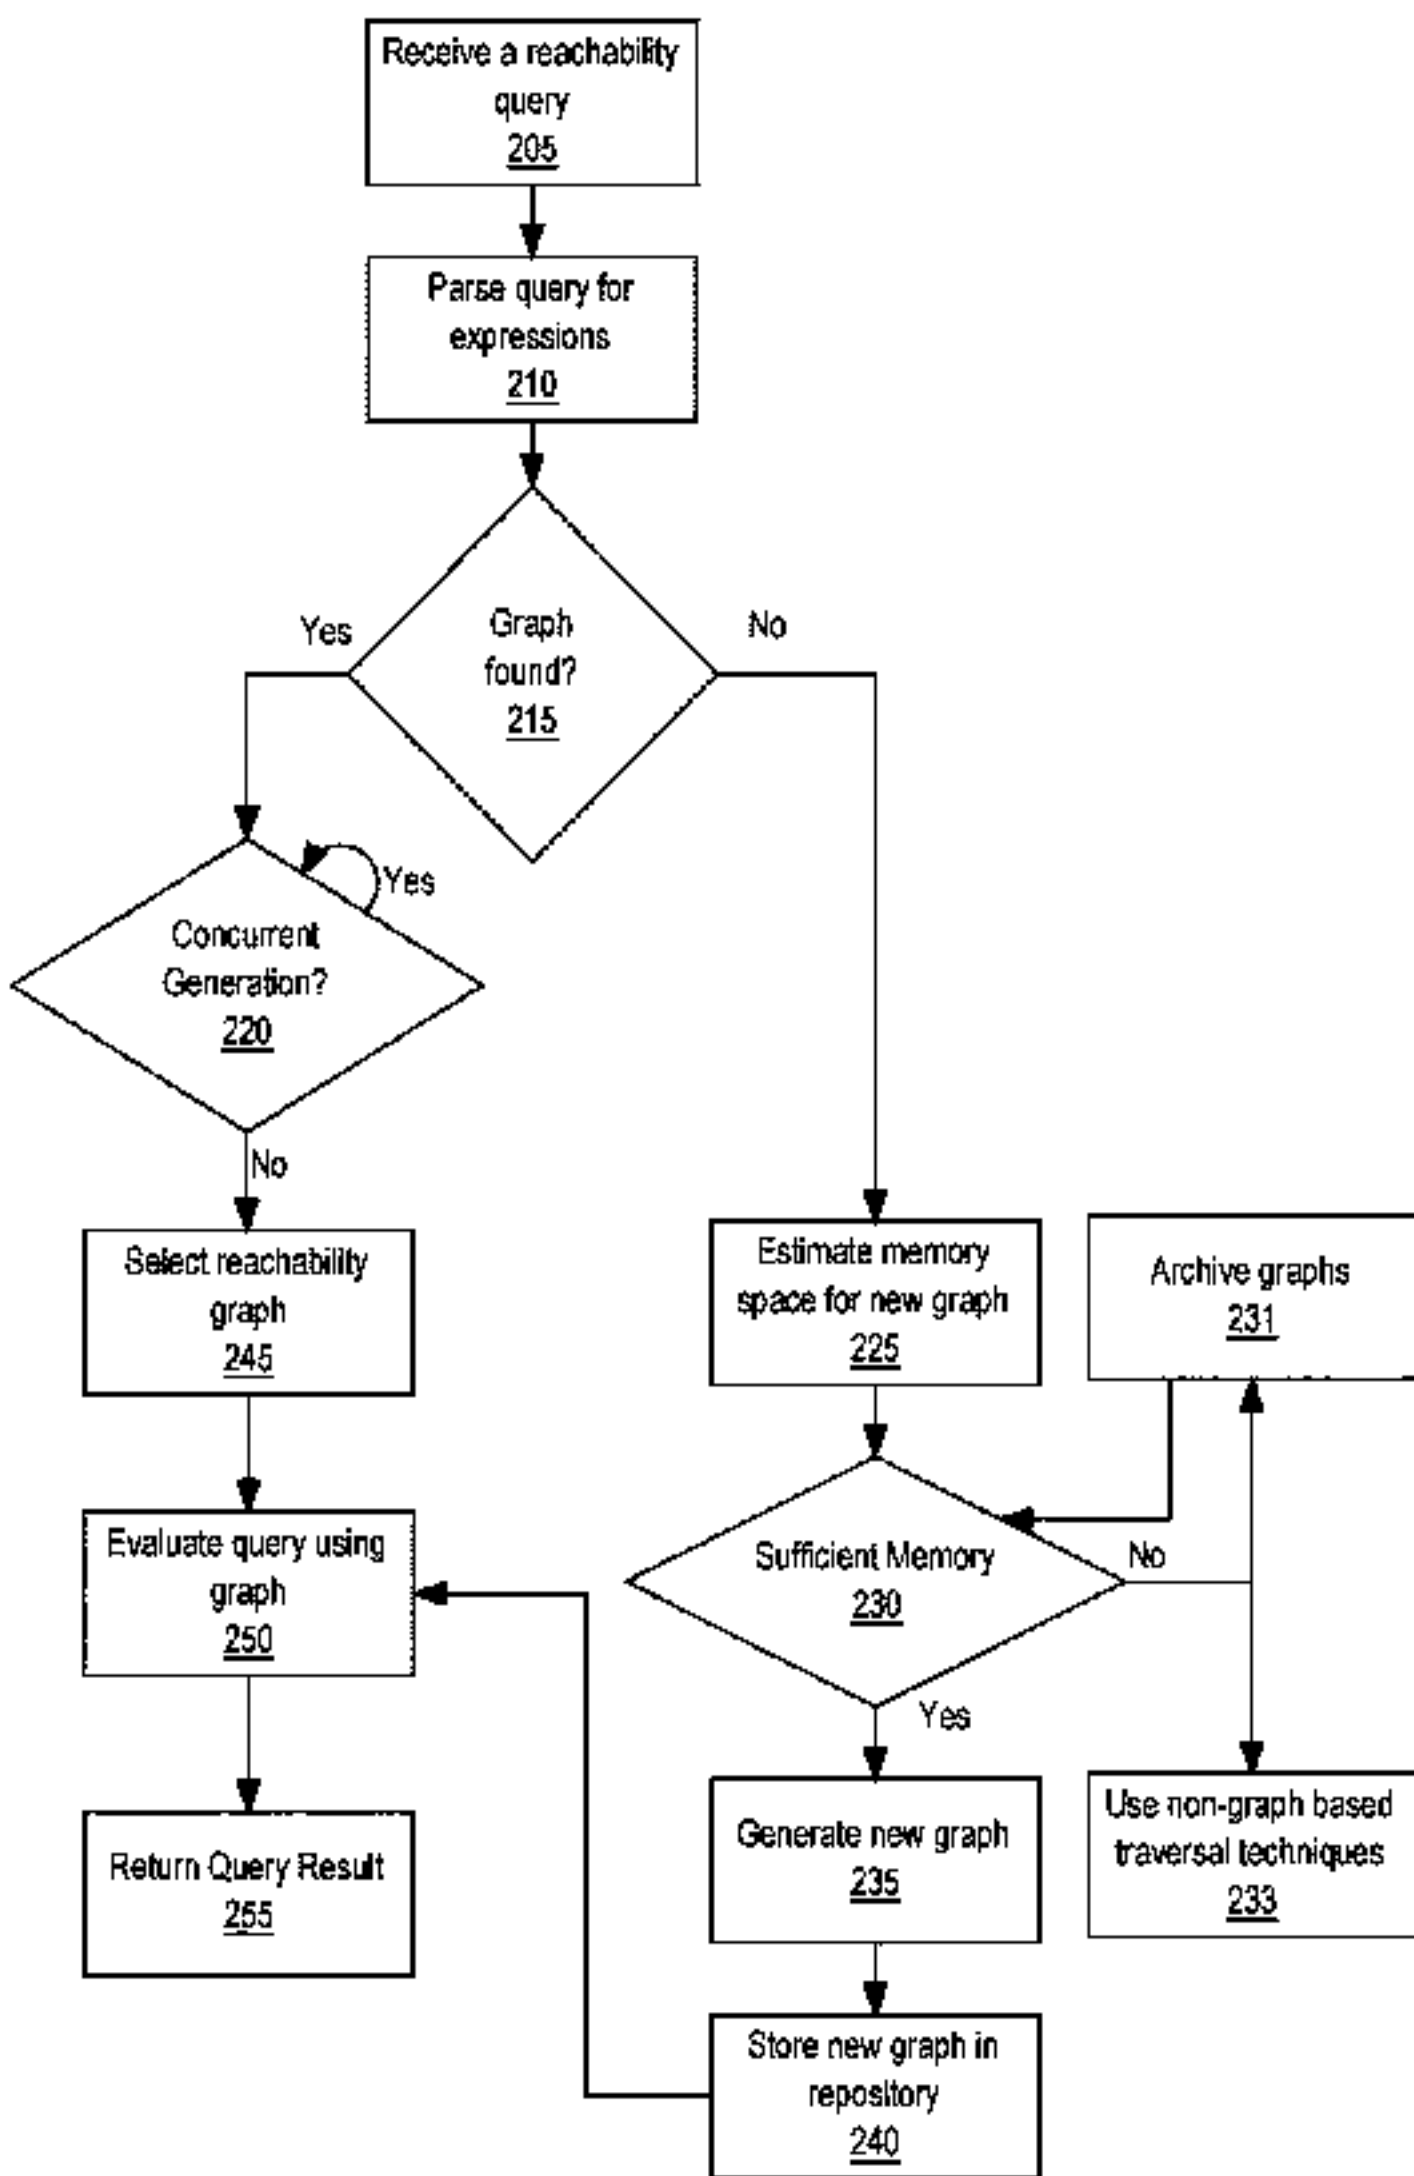 Receive a reachability
query
205
Parse query for
expressions
210
Yes
Graph
found?
215
No
Yes
Concurrent
Generation?
220
No
Select reachability
graph
245
Estimate memory
space for new graph
225
Archive graphs
231
Evaluate query using
graph
250
Sufficient Memory
230
No
Yes
Return Query Result
255
Generate new graph
235
Use non-graph based
traversal techniques
233
Store new graph in
repository
240